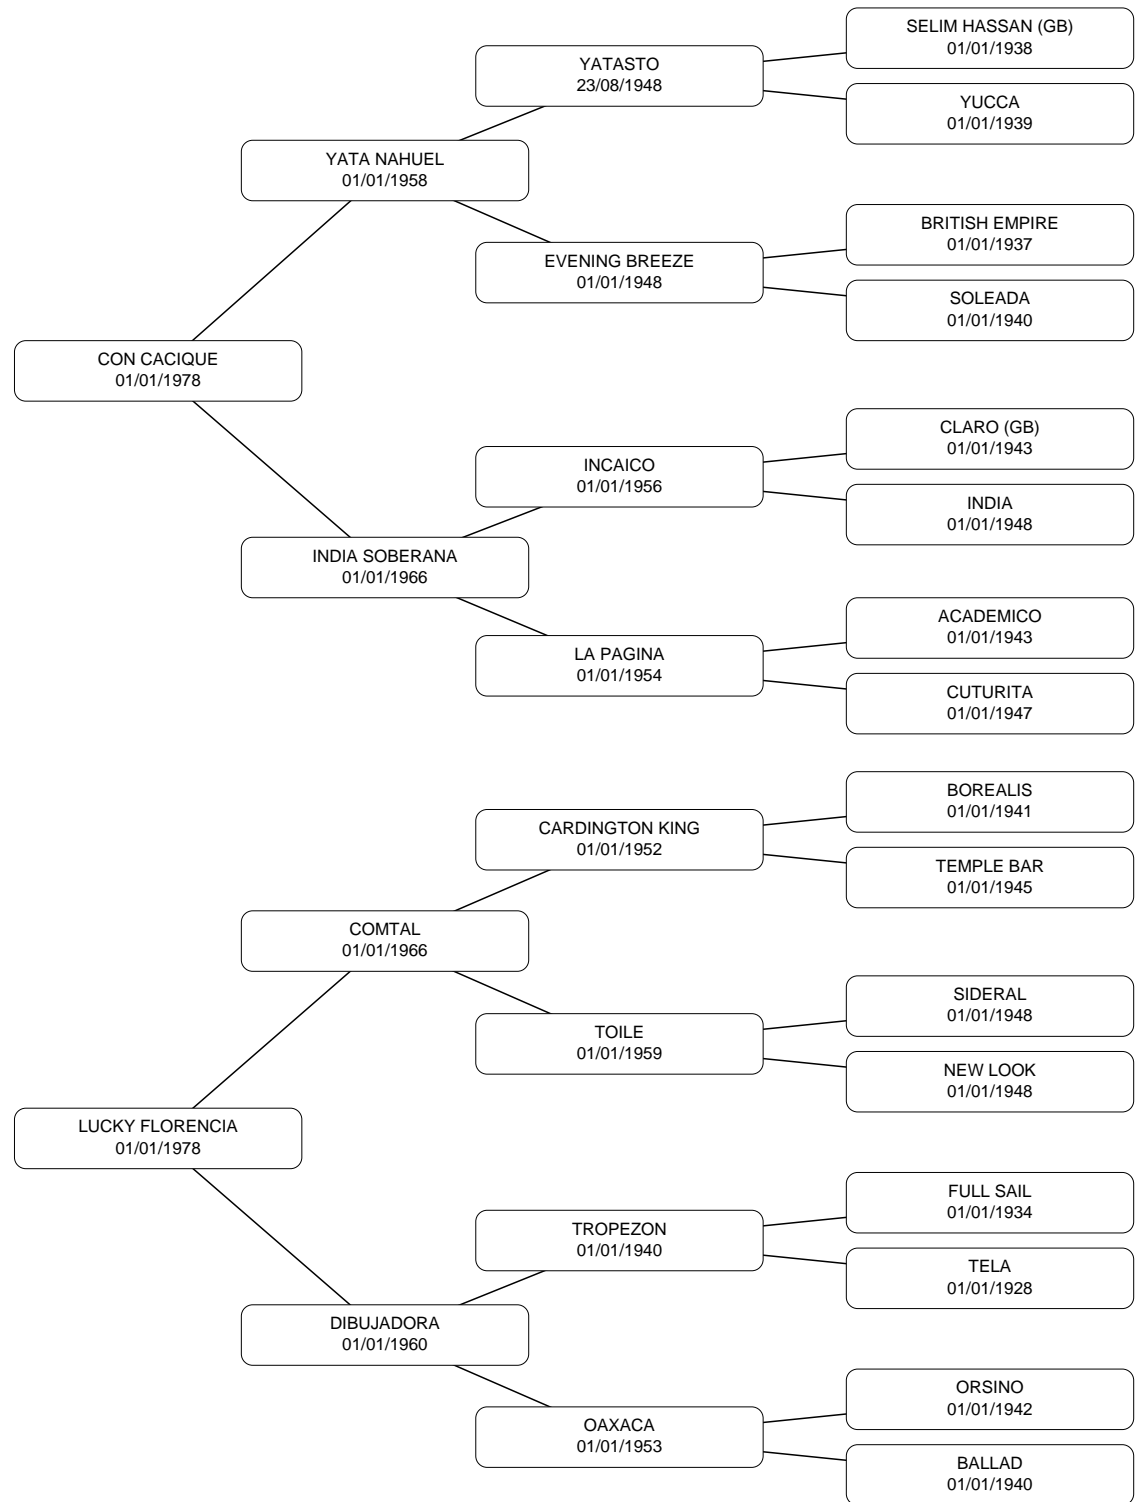 SELIM HASSAN (GB)
01/01/1938
YATASTO
23/08/1948
YUCCA
01/01/1939
YATA NAHUEL
01/01/1958
BRITISH EMPIRE
01/01/1937
EVENING BREEZE
01/01/1948
SOLEADA
01/01/1940
CON CACIQUE
01/01/1978
CLARO (GB)
01/01/1943
INCAICO
01/01/1956
INDIA
01/01/1948
INDIA SOBERANA
01/01/1966
ACADEMICO
01/01/1943
LA PAGINA
01/01/1954
CUTURITA
01/01/1947
BOREALIS
01/01/1941
CARDINGTON KING
01/01/1952
TEMPLE BAR
01/01/1945
COMTAL
01/01/1966
SIDERAL
01/01/1948
TOILE
01/01/1959
NEW LOOK
01/01/1948
LUCKY FLORENCIA
01/01/1978
FULL SAIL
01/01/1934
TROPEZON
01/01/1940
TELA
01/01/1928
DIBUJADORA
01/01/1960
ORSINO
01/01/1942
OAXACA
01/01/1953
BALLAD
01/01/1940